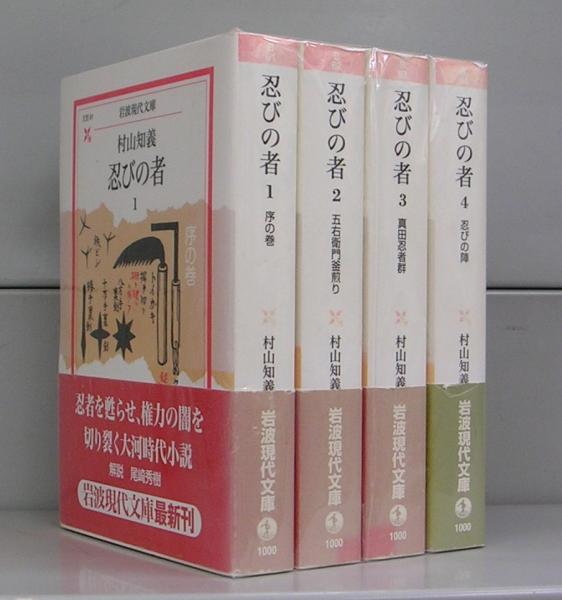 岩波現代文庫
村山知義
忍びの者
1
序の巻
忍者を甦らせ、権力の闇を
切り裂く大河時代小説
解説 尾崎秀樹
岩波現代文庫最新刊
忍びの者 1 序の巻
村山知義
岩波現代文庫
1000
忍びの者 2 五右衛門釜煎り
村山知義
岩波現代文庫
1000
忍びの者 3 真田忍者群
村山知義
岩波現代文庫
1000
忍びの者 4 忍びの陣
村山知義
岩波現代文庫
1000